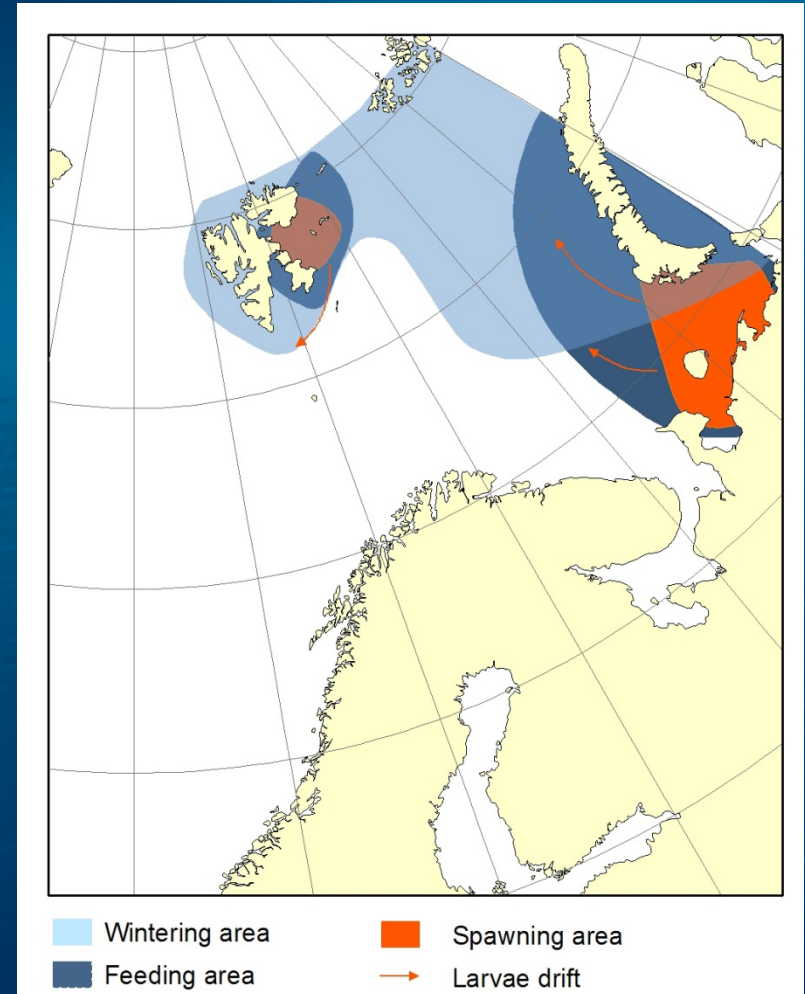 Wintering area
Spawning area
Feeding area
Larvae drift